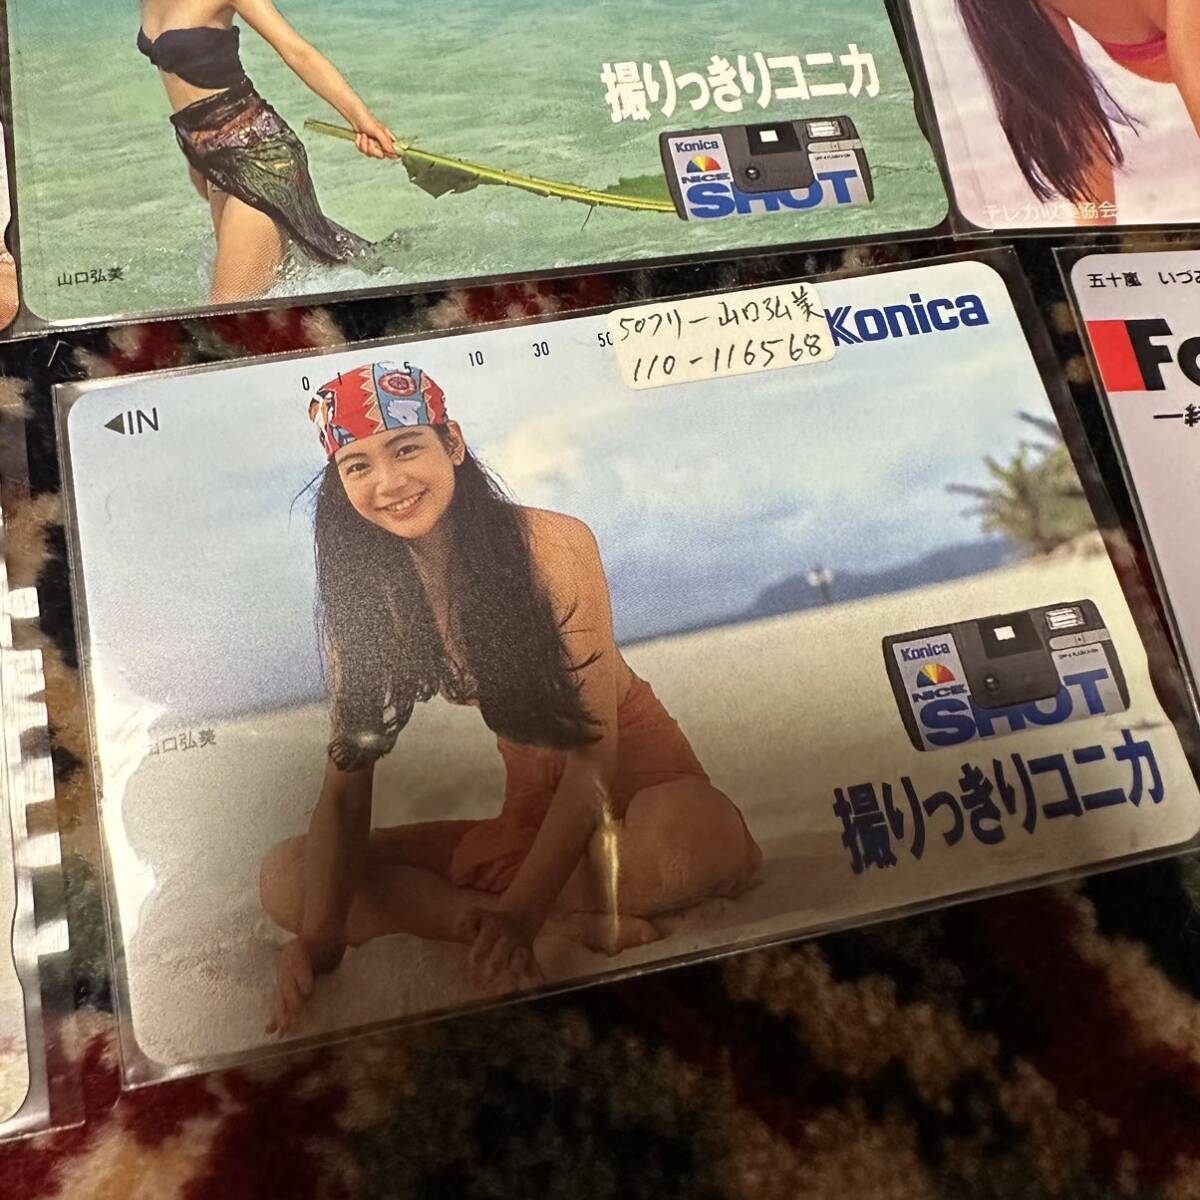 撮りっきりコニカ
Konica
NICE
SHOT
山口弘美
テレカ収集協会
50フリー山口弘美
110-116568
Konica
0 1 5 10 30 50
◀IN
五十嵐 いづみ
Fo
Konica
NICE
SHOT
山口弘美
撮りっきりコニカ